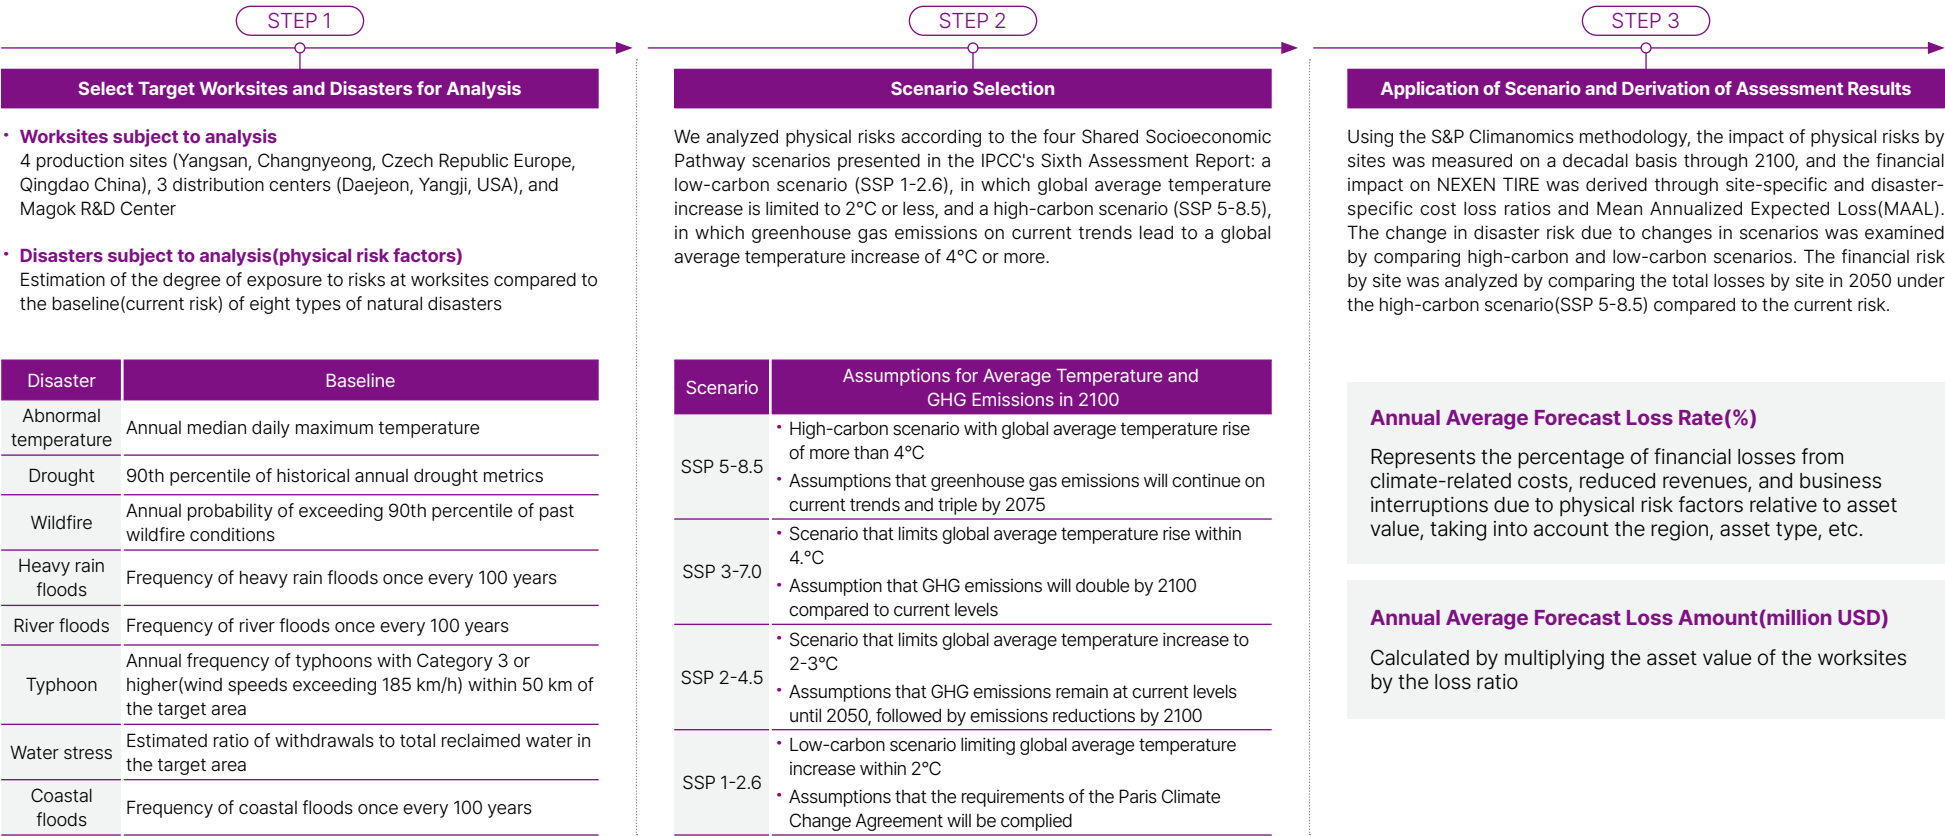 STEP 1
Select Target Worksites and Disasters for Analysis
• Worksites subject to analysis
4 production sites (Yangsan, Changnyeong, Czech Republic Europe,
Qingdao China), 3 distribution centers (Daejeon, Yangji, USA), and
Magok R&D Center
• Disasters subject to analysis(physical risk factors)
Estimation of the degree of exposure to risks at worksites compared to
the baseline(current risk) of eight types of natural disasters
Disaster
Baseline
Abnormal
temperature
Annual median daily maximum temperature
Drought
90th percentile of historical annual drought metrics
Wildfire
Annual probability of exceeding 90th percentile of past
wildfire conditions
Heavy rain
floods
Frequency of heavy rain floods once every 100 years
River floods
Frequency of river floods once every 100 years
Typhoon
Annual frequency of typhoons with Category 3 or
higher(wind speeds exceeding 185 km/h) within 50 km of
the target area
Water stress
Estimated ratio of withdrawals to total reclaimed water in
the target area
Coastal
floods
Frequency of coastal floods once every 100 years
STEP 2
Scenario Selection
We analyzed physical risks according to the four Shared Socioeconomic
Pathway scenarios presented in the IPCC's Sixth Assessment Report: a
low-carbon scenario (SSP 1-2.6), in which global average temperature
increase is limited to 2°C or less, and a high-carbon scenario (SSP 5-8.5),
in which greenhouse gas emissions on current trends lead to a global
average temperature increase of 4°C or more.
Scenario
Assumptions for Average Temperature and
GHG Emissions in 2100
SSP 5-8.5
• High-carbon scenario with global average temperature rise
of more than 4°C
• Assumptions that greenhouse gas emissions will continue on
current trends and triple by 2075
SSP 3-7.0
• Scenario that limits global average temperature rise within
4.°C
• Assumption that GHG emissions will double by 2100
compared to current levels
SSP 2-4.5
• Scenario that limits global average temperature increase to
2-3°C
• Assumptions that GHG emissions remain at current levels
until 2050, followed by emissions reductions by 2100
SSP 1-2.6
• Low-carbon scenario limiting global average temperature
increase within 2°C
• Assumptions that the requirements of the Paris Climate
Change Agreement will be complied
STEP 3
Application of Scenario and Derivation of Assessment Results
Using the S&P Climanomics methodology, the impact of physical risks by
sites was measured on a decadal basis through 2100, and the financial
impact on NEXEN TIRE was derived through site-specific and disaster-
specific cost loss ratios and Mean Annualized Expected Loss(MAAL).
The change in disaster risk due to changes in scenarios was examined
by comparing high-carbon and low-carbon scenarios. The financial risk
by site was analyzed by comparing the total losses by site in 2050 under
the high-carbon scenario(SSP 5-8.5) compared to the current risk.
Annual Average Forecast Loss Rate(%)
Represents the percentage of financial losses from
climate-related costs, reduced revenues, and business
interruptions due to physical risk factors relative to asset
value, taking into account the region, asset type, etc.
Annual Average Forecast Loss Amount(million USD)
Calculated by multiplying the asset value of the worksites
by the loss ratio